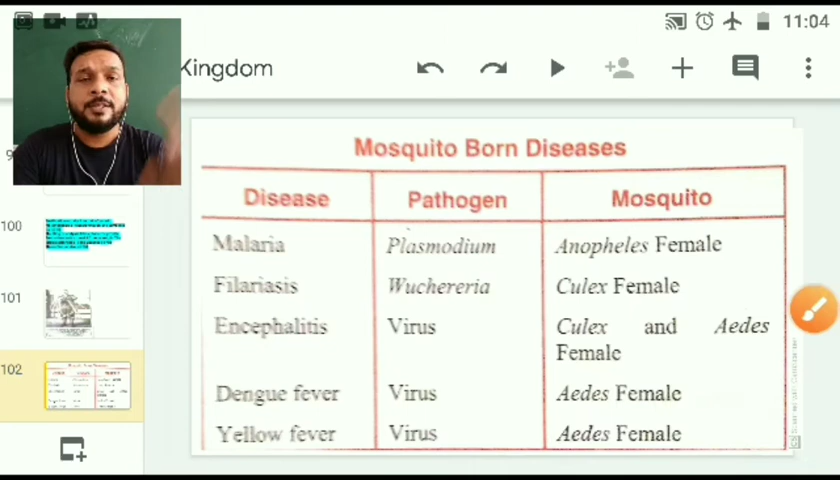 11:04
Kingdom
Mosquito Born Diseases
Disease Pathogen Mosquito
Malaria Plasmodium Anopheles Female
Filariasis Wuchereria Culex Female
Encephalitis Virus Culex and Aedes
Female
Dengue fever Virus Aedes Female
Yellow fever Virus Aedes Female
100
101
102